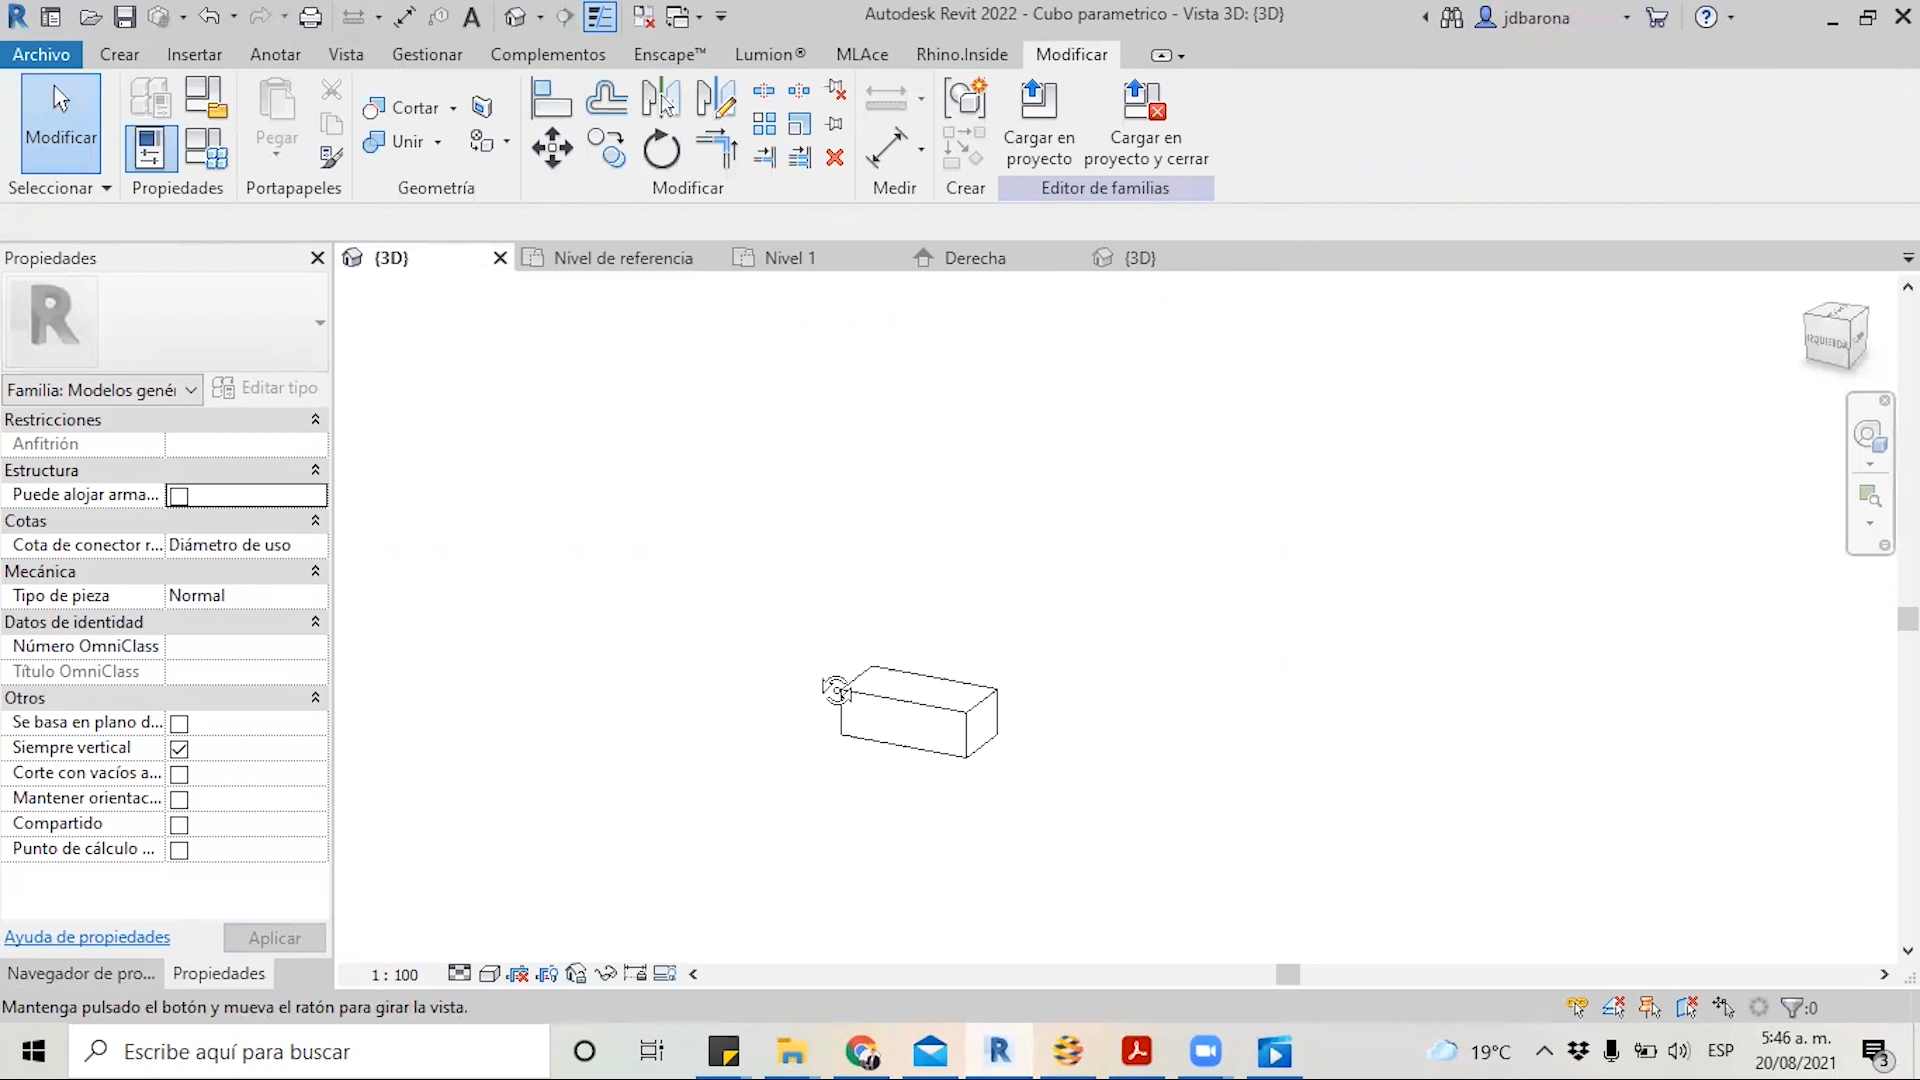 Autodesk Revit 2022 - Cubo parametrico - Vista 3D: {3D}
jdbarona
Archivo
Crear
Insertar
Anotar
Vista
Gestionar
Complementos
Enscape™
Lumion®
MLAce
Rhino.Inside
Modificar
Modificar
Pegar
Cortar
Unir
Cargar en
proyecto
Cargar en
proyecto y cerrar
Seleccionar
Propiedades
Portapapeles
Geometría
Modificar
Medir
Crear
Editor de familias
Propiedades
{3D}
Nivel de referencia
Nivel 1
Derecha
{3D}
R
Familia: Modelos genéi
Editar tipo
Restricciones
Anfitrión
Estructura
Puede alojar arma...
Cotas
Cota de conector r... Diámetro de uso
Mecánica
Tipo de pieza Normal
Datos de identidad
Número OmniClass
Título OmniClass
Otros
Se basa en plano d...
Siempre vertical
Corte con vacíos a...
Mantener orientac...
Compartido
Punto de cálculo ...
Ayuda de propiedades
Aplicar
Navegador de pro...
Propiedades
IZQUIERDA
1 : 100
Mantenga pulsado el botón y mueva el ratón para girar la vista.
:0
Escribe aquí para buscar
19°C
ESP
5:46 a. m.
20/08/2021
3